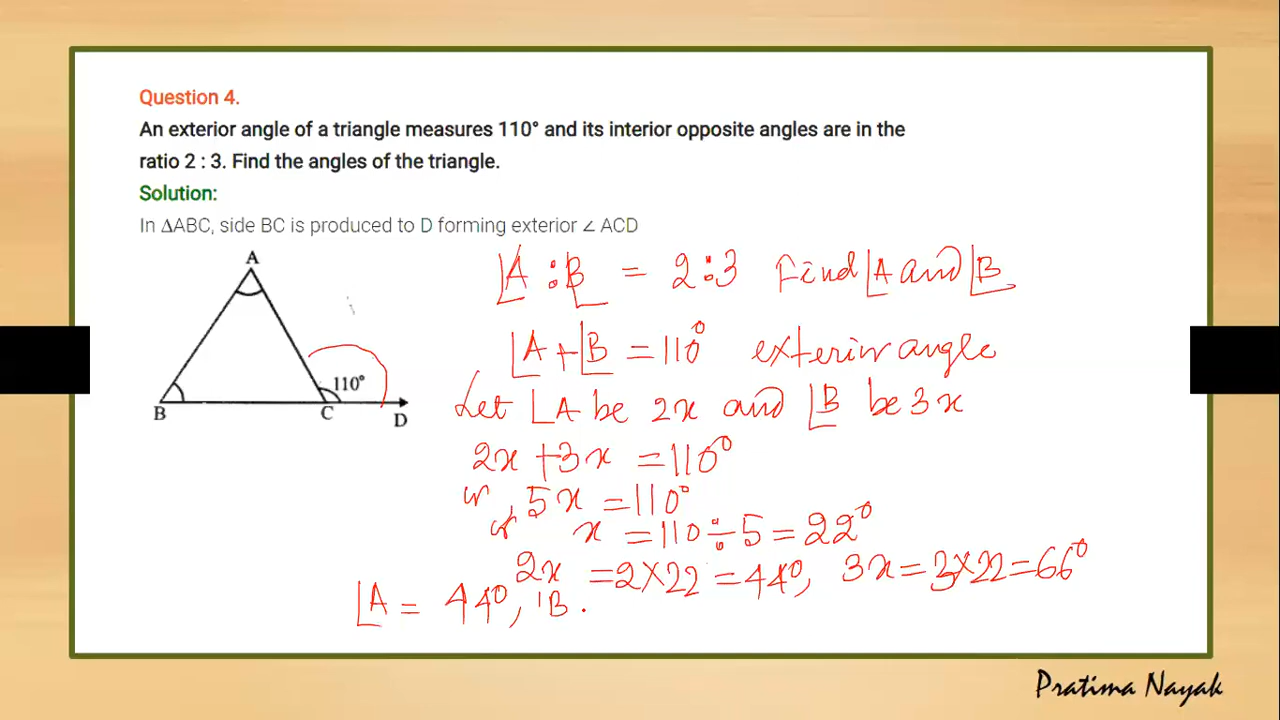 Question 4.
An exterior angle of a triangle measures 110° and its interior opposite angles are in the
ratio 2 : 3. Find the angles of the triangle.
Solution:
In ΔABC, side BC is produced to D forming exterior ∠ ACD
A
B
C
110°
D
∠A : ∠B = 2 : 3 Find ∠A and ∠B
∠A + ∠B = 110° exterior angle
Let ∠A be 2x and ∠B be 3x
2x + 3x = 110°
or, 5x = 110°
or x = 110 ÷ 5 = 22°
2x = 2 × 22 = 44°, 3x = 3 × 22 = 66°
∠A = 44°, ∠B .
Pratima Nayak